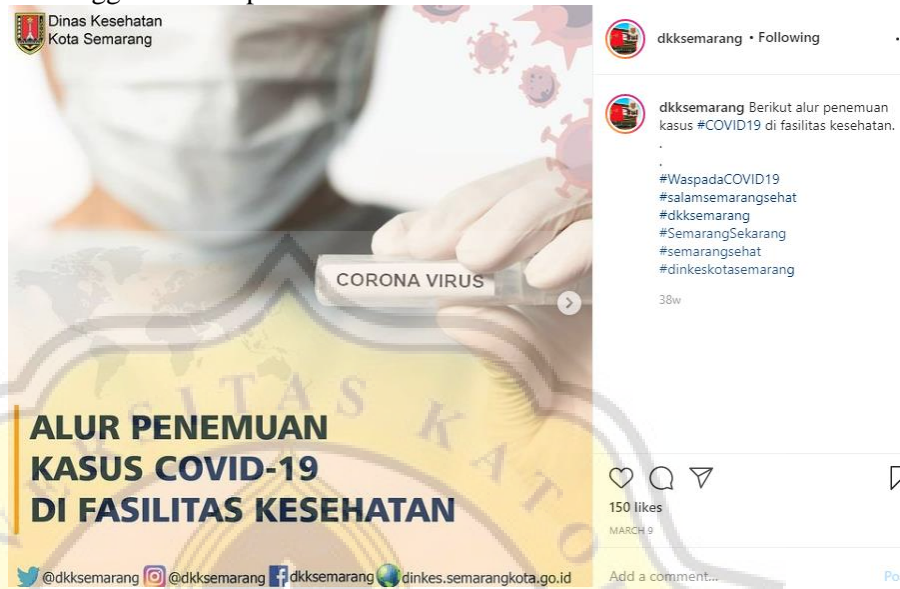 Dinas Kesehatan
Kota Semarang
CORONA VIRUS
ALUR PENEMUAN
KASUS COVID-19
DI FASILITAS KESEHATAN
@dkksemarang @dkksemarang dkksemarang dinkes.semarangkota.go.id
dkksemarang • Following
dkksemarang Berikut alur penemuan
kasus #COVID19 di fasilitas kesehatan.
.
.
#WaspadaCOVID19
#salamsemarangsehat
#dkksemarang
#SemarangSekarang
#semarangsehat
#dinkeskotasemarang
38w
150 likes
MARCH 9
Add a comment...
SITAS KATO